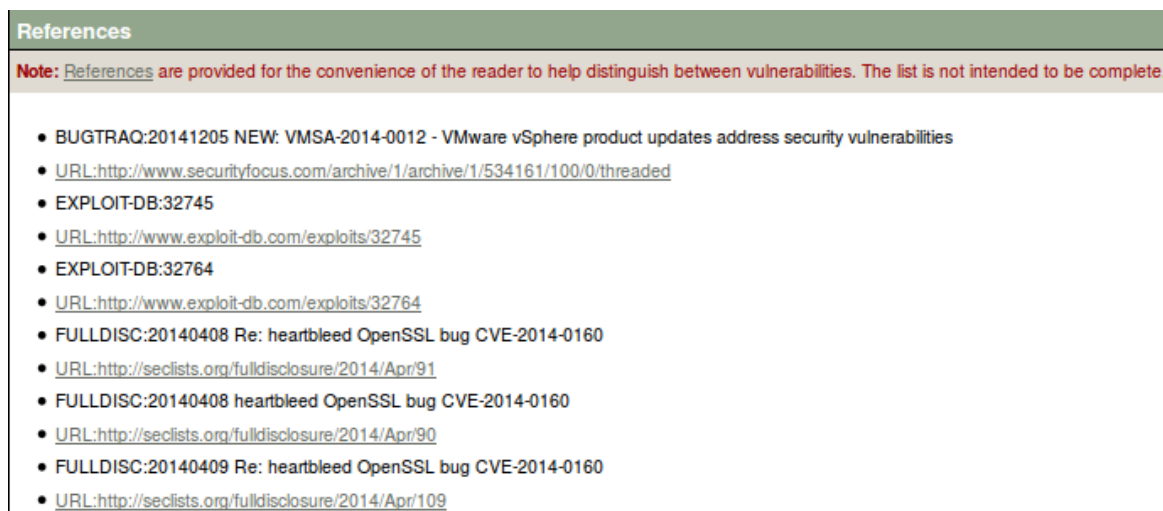 References
Note: References are provided for the convenience of the reader to help distinguish between vulnerabilities. The list is not intended to be complete
• BUGTRAQ:20141205 NEW: VMSA-2014-0012 - VMware vSphere product updates address security vulnerabilities
• URL:http://www.securityfocus.com/archive/1/archive/1/534161/100/0/threaded
• EXPLOIT-DB:32745
• URL:http://www.exploit-db.com/exploits/32745
• EXPLOIT-DB:32764
• URL:http://www.exploit-db.com/exploits/32764
• FULLDISC:20140408 Re: heartbleed OpenSSL bug CVE-2014-0160
• URL:http://seclists.org/fulldisclosure/2014/Apr/91
• FULLDISC:20140408 heartbleed OpenSSL bug CVE-2014-0160
• URL:http://seclists.org/fulldisclosure/2014/Apr/90
• FULLDISC:20140409 Re: heartbleed OpenSSL bug CVE-2014-0160
• URL:http://seclists.org/fulldisclosure/2014/Apr/109